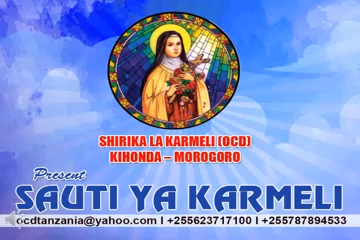 SHIRIKA LA KARMELI (OCD)
KIHONDA – MOROGORO
Present
SAUTI YA KARMELI
ocdtanzania@yahoo.com I +255623717100 I +255787894533